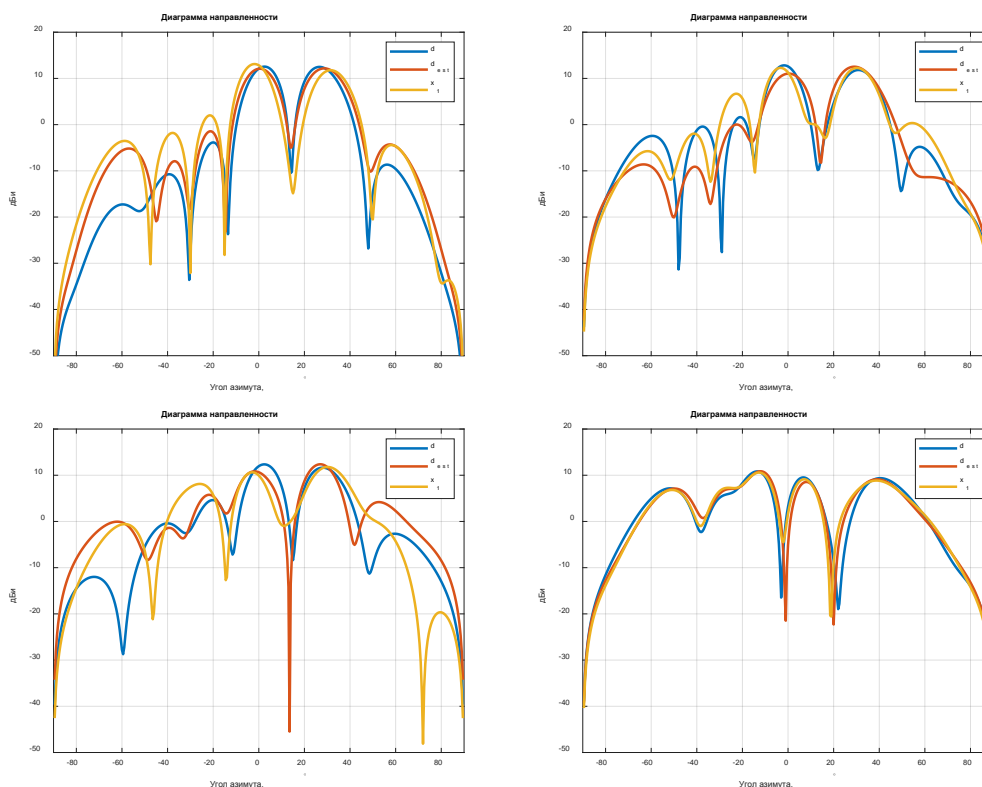 Диаграмма направленности
20
10
0
-10
-20
-30
-40
-50
дБи
-80 -60 -40 -20 0 20 40 60 80
Угол азимута, °
d
d est
x 1
Диаграмма направленности
20
10
0
-10
-20
-30
-40
-50
дБи
-80 -60 -40 -20 0 20 40 60 80
Угол азимута, °
d
d est
x 1
Диаграмма направленности
20
10
0
-10
-20
-30
-40
-50
дБи
-80 -60 -40 -20 0 20 40 60 80
Угол азимута, °
d
d est
x 1
Диаграмма направленности
20
10
0
-10
-20
-30
-40
-50
дБи
-80 -60 -40 -20 0 20 40 60 80
Угол азимута, °
d
d est
x 1